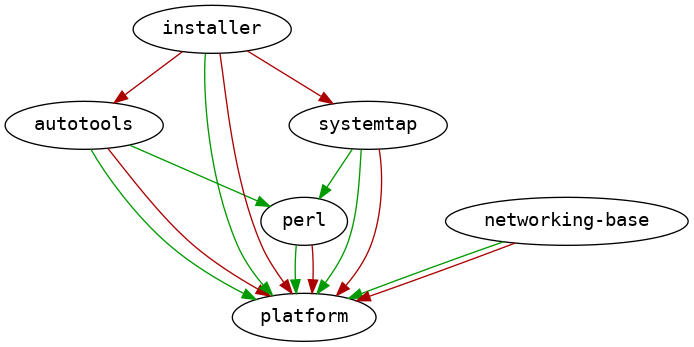 installer
autotools
systemtap
perl
networking-base
platform